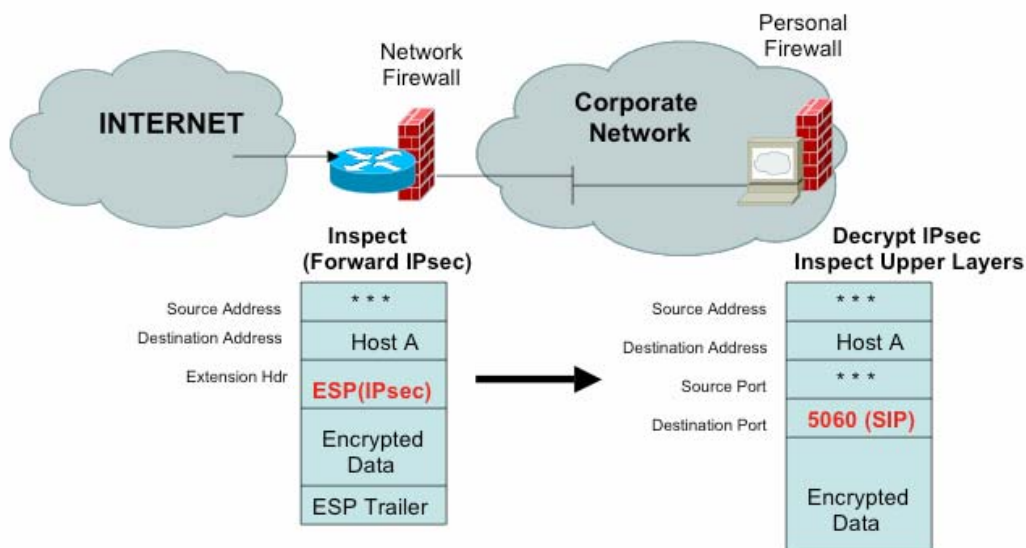 Network
Firewall
Personal
Firewall
INTERNET
Corporate
Network
Inspect
(Forward IPsec)
Source Address
* * *
Destination Address
Host A
Extension Hdr
ESP(IPsec)
Encrypted
Data
ESP Trailer
Decrypt IPsec
Inspect Upper Layers
Source Address
* * *
Destination Address
Host A
Source Port
* * *
Destination Port
5060 (SIP)
Encrypted
Data